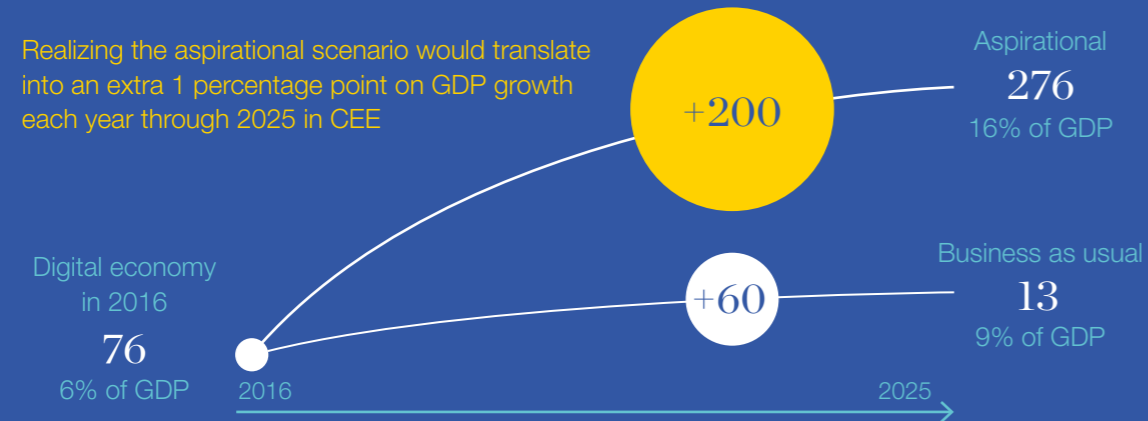 Realizing the aspirational scenario would translate
into an extra 1 percentage point on GDP growth
each year through 2025 in CEE
+200
Aspirational
276
16% of GDP
Digital economy
in 2016
76
6% of GDP
+60
Business as usual
13
9% of GDP
2016
2025